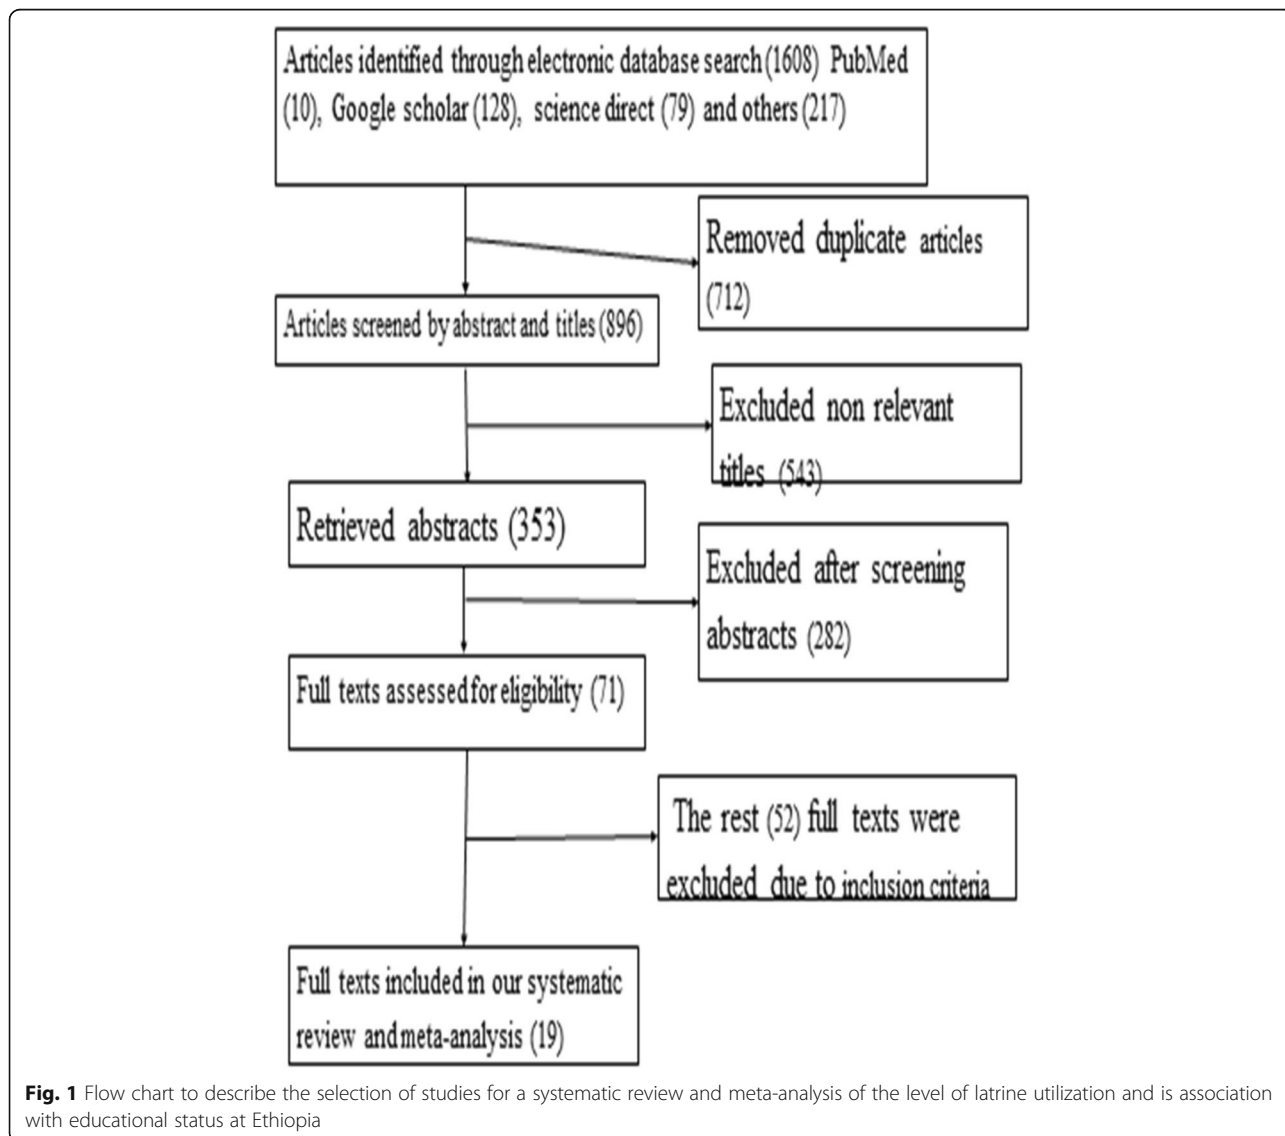 Articles identified through electronic database search (1608) PubMed
(10), Google scholar (128), science direct (79) and others (217)
Removed duplicate articles
(712)
Articles screened by abstract and titles (896)
Excluded non relevant
titles (543)
Retrieved abstracts (353)
Excluded after screening
abstracts (282)
Full texts assessed for eligibility (71)
The rest (52) full texts were
excluded due to inclusion criteria
Full texts included in our systematic
review and meta-analysis (19)
Fig. 1 Flow chart to describe the selection of studies for a systematic review and meta-analysis of the level of latrine utilization and is association
with educational status at Ethiopia